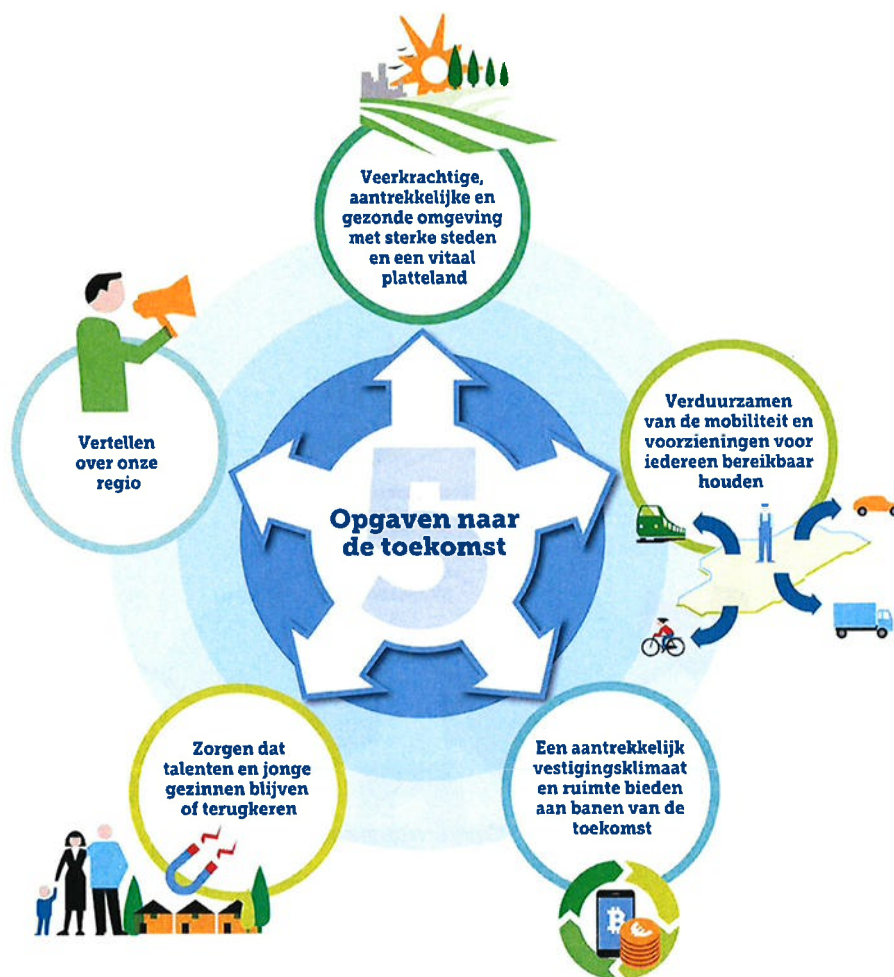 Veerkrachtige,
aantrekkelijke en
gezonde omgeving
met sterke steden
en een vitaal
platteland
Verduurzamen
van de mobiliteit en
voorzieningen voor
iedereen bereikbaar
houden
Vertellen
over onze
regio
5
Opgaven naar
de toekomst
Zorgen dat
talenten en jonge
gezinnen blijven
of terugkeren
Een aantrekkelijk
vestigingsklimaat
en ruimte bieden
aan banen van de
toekomst